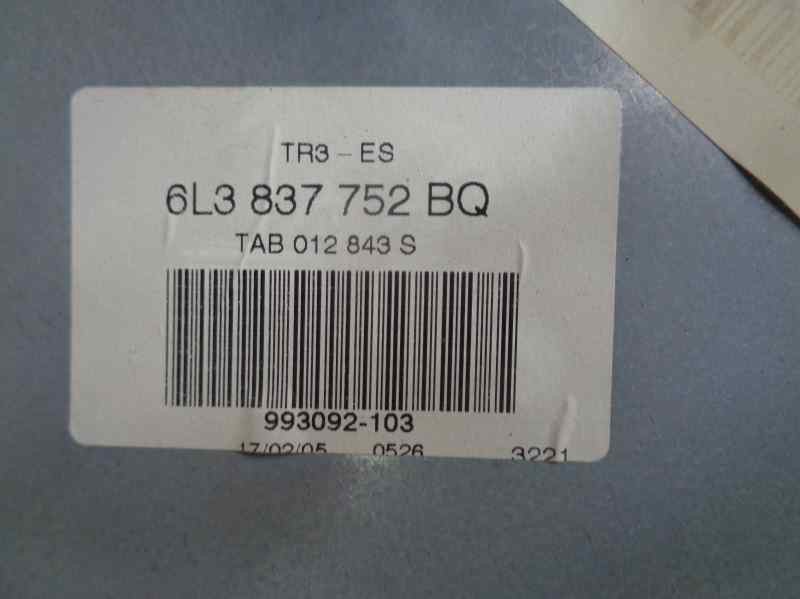 TR3 - ES
6L3 837 752 BQ
TAB 012 843 S
993092-103
17/02/05 0526 3221